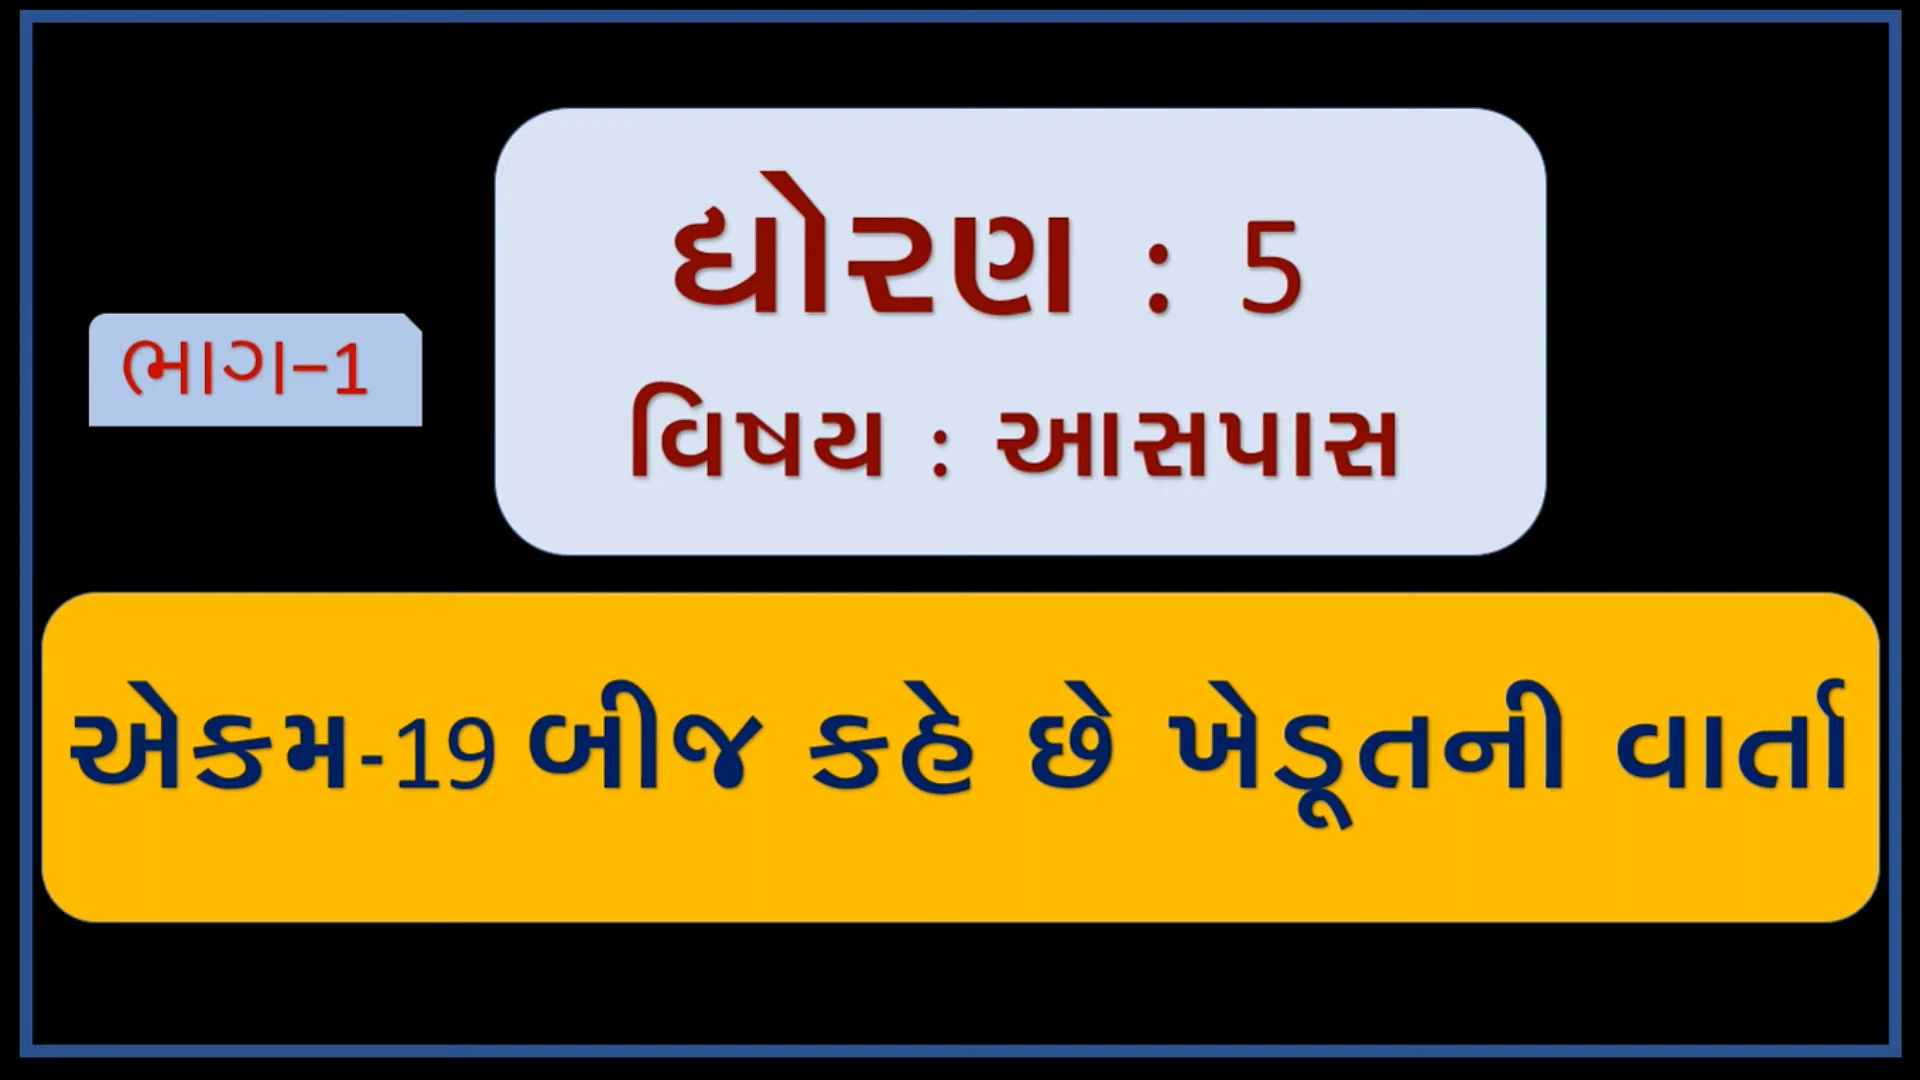 ધોરણ : 5
ભાગ–1
વિષય : આસપાસ
એકમ-19 બીજ કહે છે ખેડૂતની વાર્તા